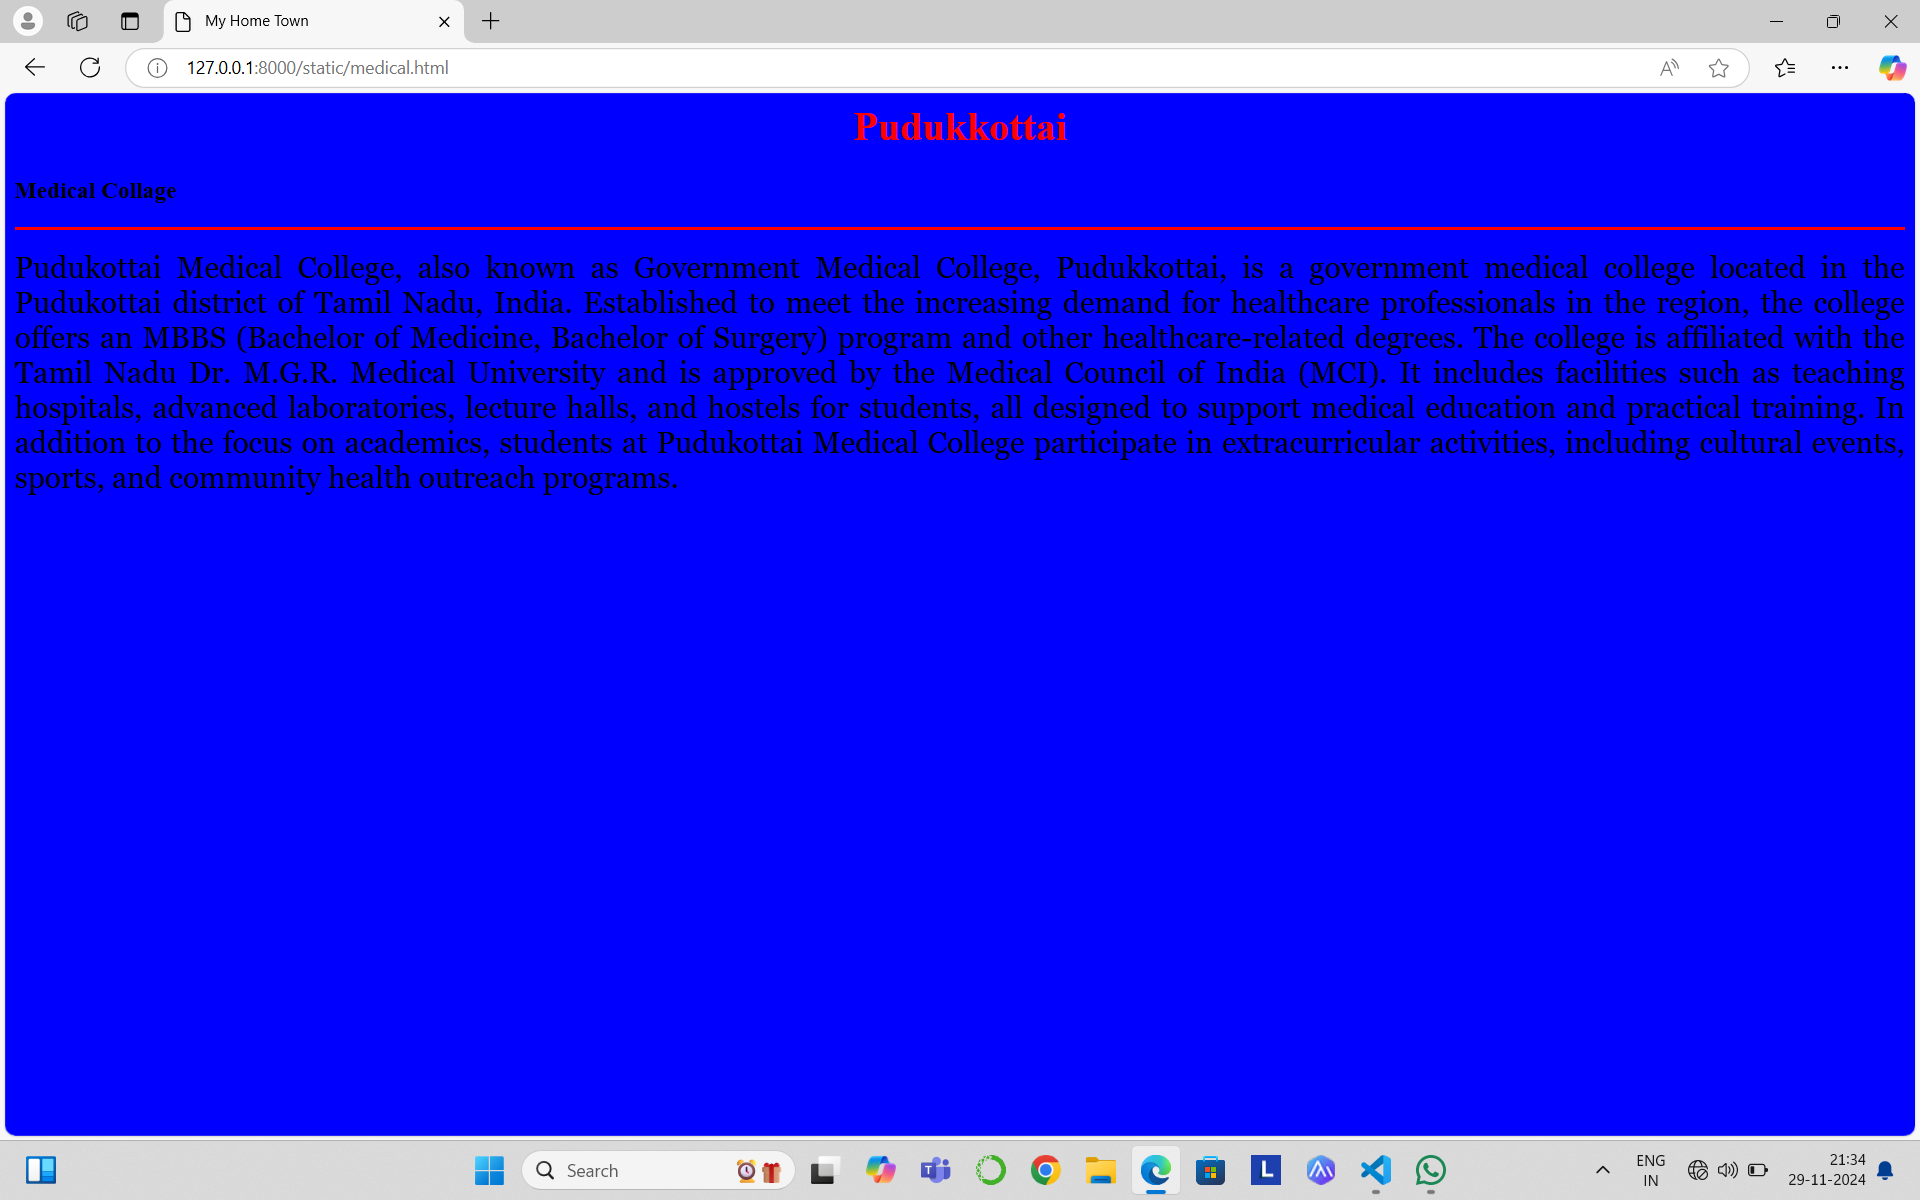 My Home Town
127.0.0.1:8000/static/medical.html
Pudukkottai
Medical Collage
Pudukottai Medical College, also known as Government Medical College, Pudukkottai, is a government medical college located in the
Pudukottai district of Tamil Nadu, India. Established to meet the increasing demand for healthcare professionals in the region, the college
offers an MBBS (Bachelor of Medicine, Bachelor of Surgery) program and other healthcare-related degrees. The college is affiliated with the
Tamil Nadu Dr. M.G.R. Medical University and is approved by the Medical Council of India (MCI). It includes facilities such as teaching
hospitals, advanced laboratories, lecture halls, and hostels for students, all designed to support medical education and practical training. In
addition to the focus on academics, students at Pudukottai Medical College participate in extracurricular activities, including cultural events,
sports, and community health outreach programs.
Search
L
ENG
IN
21:34
29-11-2024